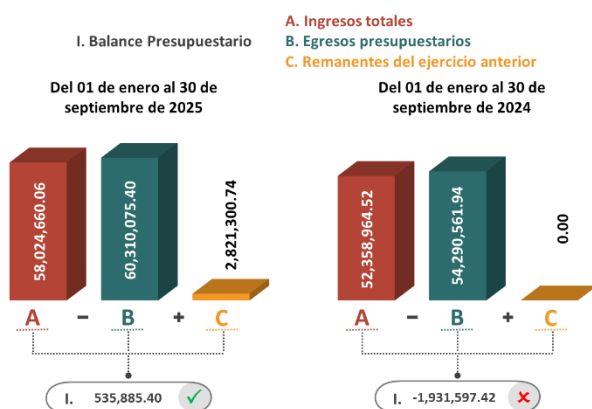 A. Ingresos totales
I. Balance Presupuestario
B. Egresos presupuestarios
C. Remanentes del ejercicio anterior
Del 01 de enero al 30 de
septiembre de 2025
58,024,660.06
60,310,075.40
2,821,300.74
A – B + C
I. 535,885.40 ✓
Del 01 de enero al 30 de
septiembre de 2024
52,358,964.52
54,290,561.94
0.00
A – B + C
I. -1,931,597.42 ✘